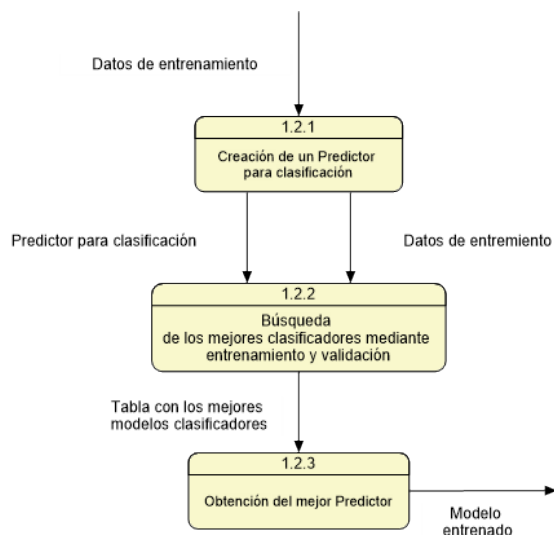 Datos de entrenamiento
1.2.1
Creación de un Predictor
para clasificación
Predictor para clasificación
Datos de entremiento
1.2.2
Búsqueda
de los mejores clasificadores mediante
entrenamiento y validación
Tabla con los mejores
modelos clasificadores
1.2.3
Obtención del mejor Predictor
Modelo
entrenado